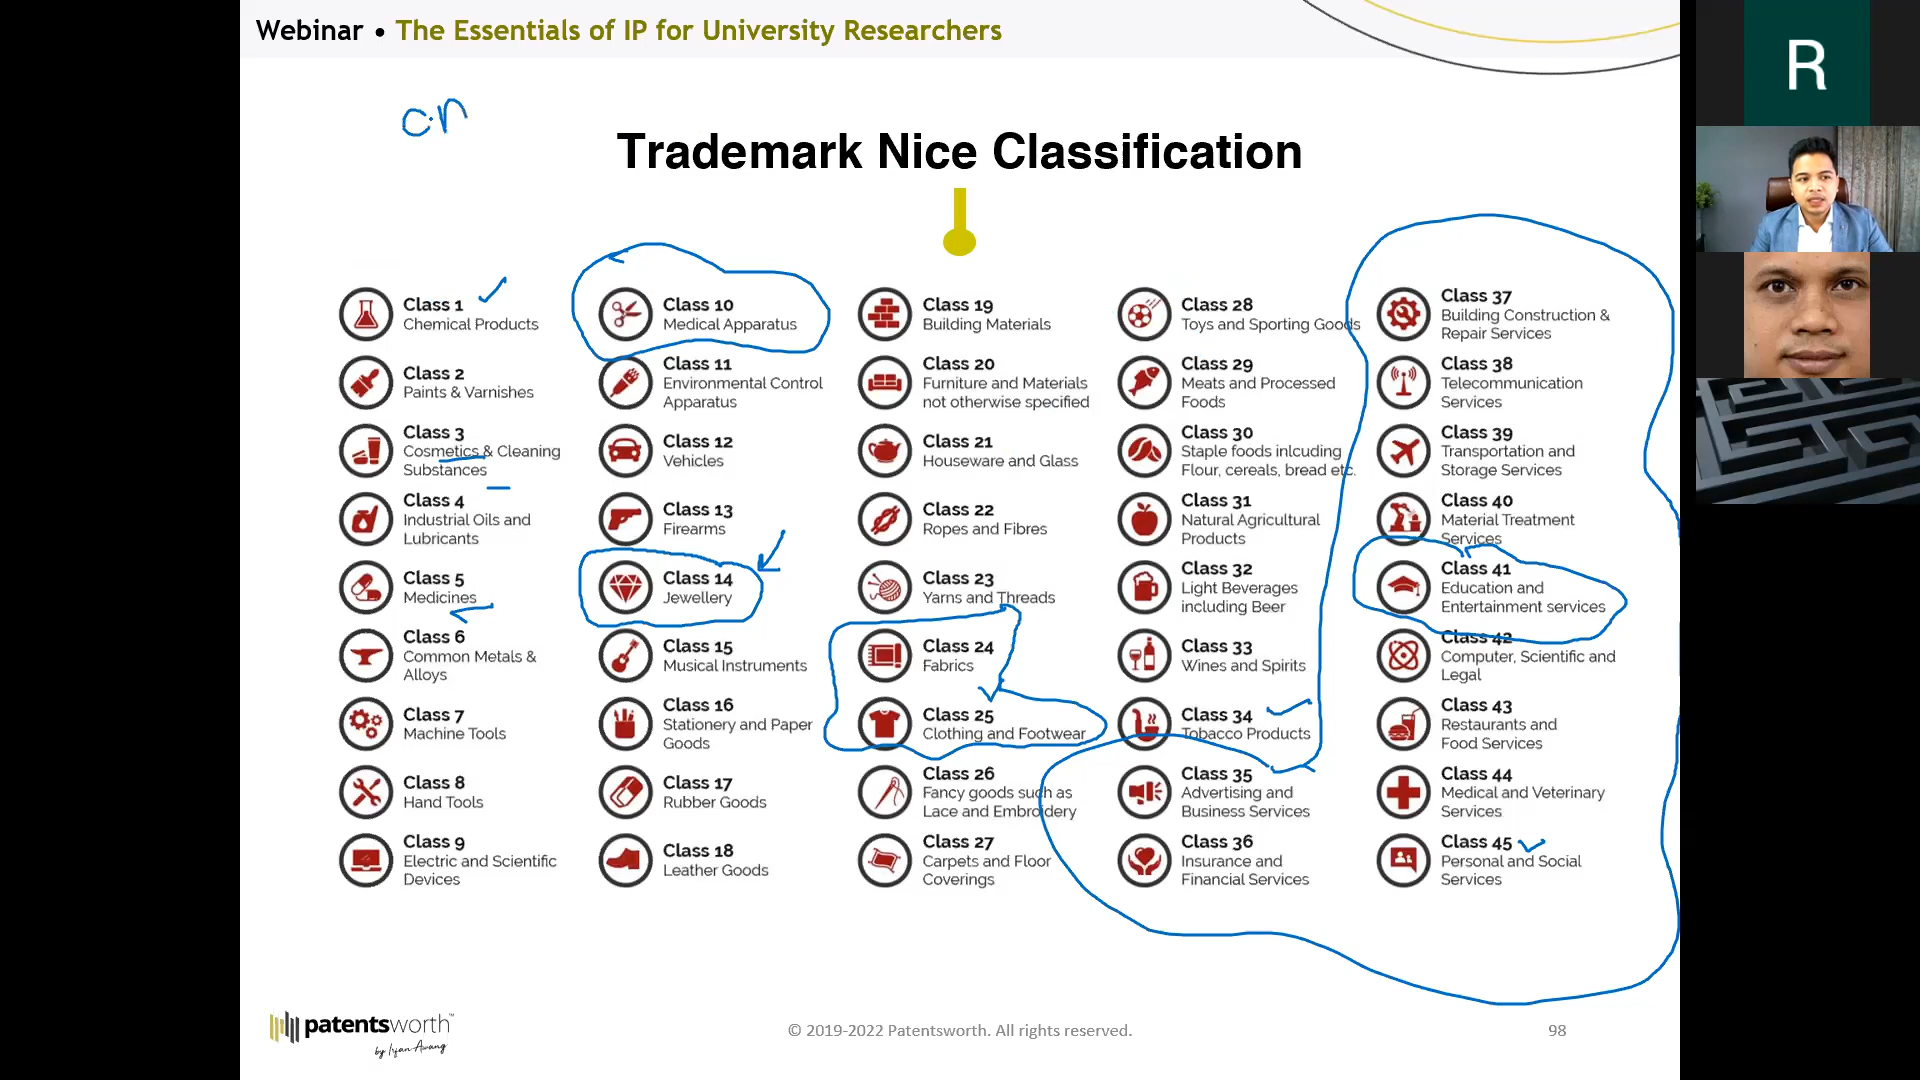 Webinar • The Essentials of IP for University Researchers
Trademark Nice Classification
Class 1
Chemical Products
Class 2
Paints & Varnishes
Class 3
Cosmetics & Cleaning
Substances
Class 4
Industrial Oils and
Lubricants
Class 5
Medicines
Class 6
Common Metals &
Alloys
Class 7
Machine Tools
Class 8
Hand Tools
Class 9
Electric and Scientific
Devices
Class 10
Medical Apparatus
Class 11
Environmental Control
Apparatus
Class 12
Vehicles
Class 13
Firearms
Class 14
Jewellery
Class 15
Musical Instruments
Class 16
Stationery and Paper
Goods
Class 17
Rubber Goods
Class 18
Leather Goods
Class 19
Building Materials
Class 20
Furniture and Materials
not otherwise specified
Class 21
Houseware and Glass
Class 22
Ropes and Fibres
Class 23
Yarns and Threads
Class 24
Fabrics
Class 25
Clothing and Footwear
Class 26
Fancy goods such as
Lace and Embroidery
Class 27
Carpets and Floor
Coverings
Class 28
Toys and Sporting Goods
Class 29
Meats and Processed
Foods
Class 30
Staple foods inlcuding
Flour, cereals, bread etc.
Class 31
Natural Agricultural
Products
Class 32
Light Beverages
including Beer
Class 33
Wines and Spirits
Class 34
Tobacco Products
Class 35
Advertising and
Business Services
Class 36
Insurance and
Financial Services
Class 37
Building Construction &
Repair Services
Class 38
Telecommunication
Services
Class 39
Transportation and
Storage Services
Class 40
Material Treatment
Services
Class 41
Education and
Entertainment services
Class 42
Computer, Scientific and
Legal
Class 43
Restaurants and
Food Services
Class 44
Medical and Veterinary
Services
Class 45
Personal and Social
Services
patentsworth™
by Irfan Awang
© 2019-2022 Patentsworth. All rights reserved.
98
R